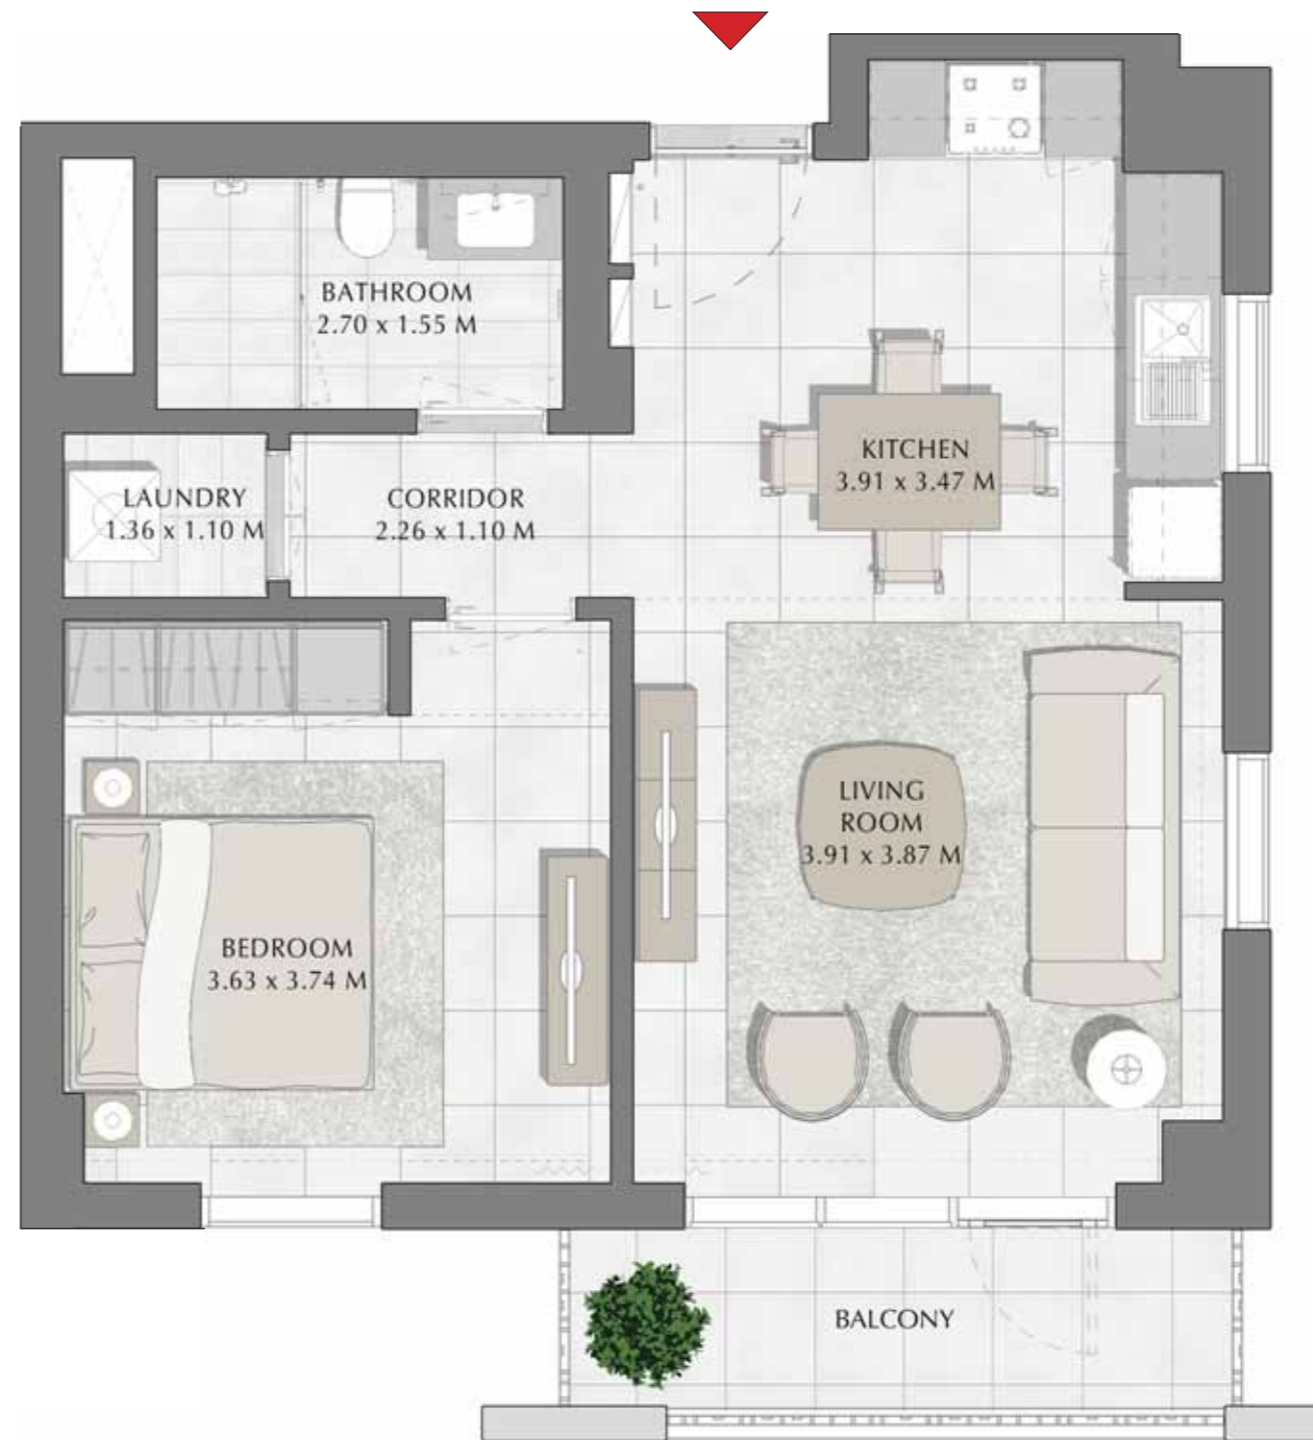 BATHROOM
2.70 x 1.55 M
KITCHEN
3.91 x 3.47 M
LAUNDRY
1.36 x 1.10 M
CORRIDOR
2.26 x 1.10 M
LIVING
ROOM
3.91 x 3.87 M
BEDROOM
3.63 x 3.74 M
BALCONY